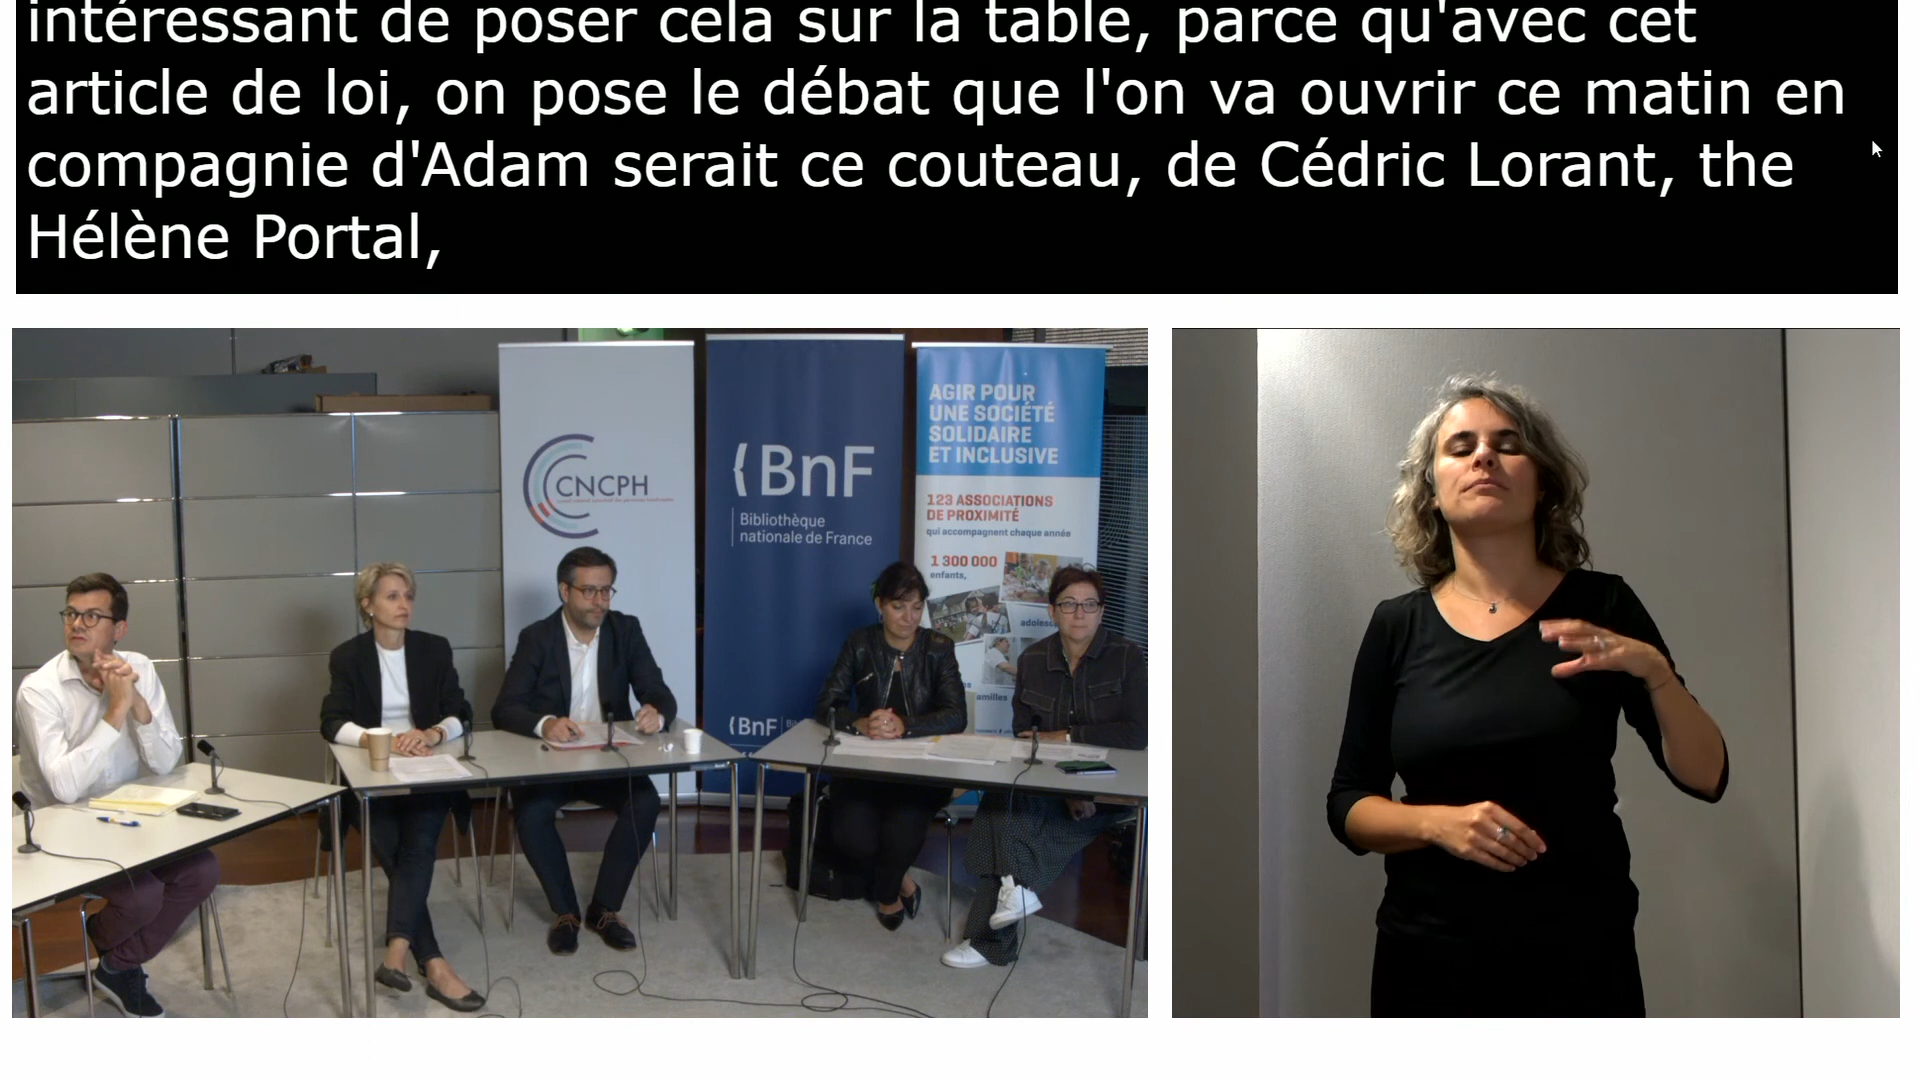 intéressant de poser cela sur la table, parce qu'avec cet
article de loi, on pose le débat que l'on va ouvrir ce matin en
compagnie d'Adam serait ce couteau, de Cédric Lorant, the
Hélène Portal,
CNCPH
BnF
Bibliothèque
nationale de France
BnF
AGIR POUR
UNE SOCIÉTÉ
SOLIDAIRE
ET INCLUSIVE
123 ASSOCIATIONS
DE PROXIMITÉ
qui accompagnent chaque année
1 300 000
enfants,